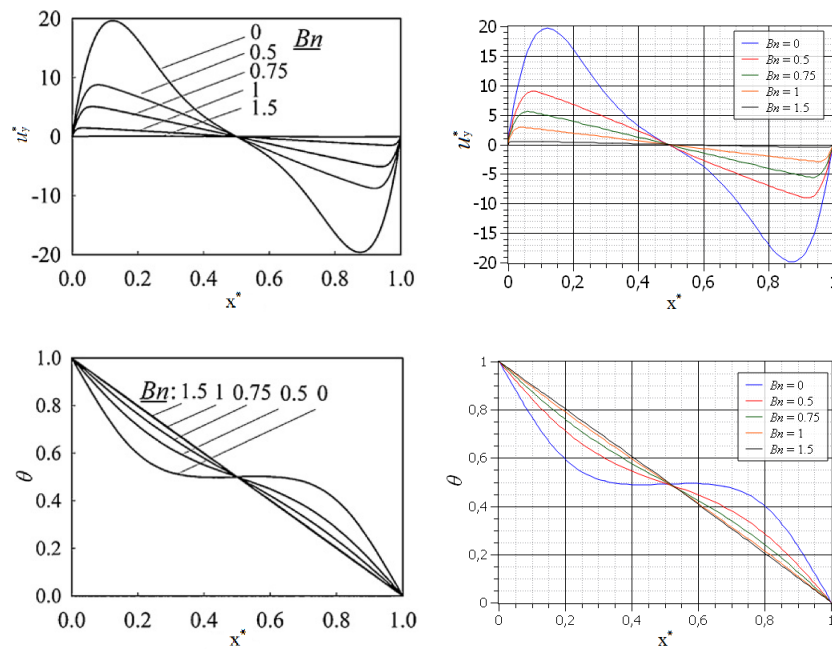 20
10
0
-10
-20
u*y
0 Bn
0.5
0.75
1
1.5
0.0 0.2 0.4 0.6 0.8 1.0
x*
20
15
10
5
0
-5
-10
-15
-20
u*y
Bn = 0
Bn = 0.5
Bn = 0.75
Bn = 1
Bn = 1.5
0 0,2 0,4 0,6 0,8 1
x*
1.0
0.8
0.6
0.4
0.2
0.0
θ
Bn: 1.5 1 0.75 0.5 0
0.0 0.2 0.4 0.6 0.8 1.0
x*
1
0,8
0,6
0,4
0,2
0
θ
Bn = 0
Bn = 0.5
Bn = 0.75
Bn = 1
Bn = 1.5
0 0,2 0,4 0,6 0,8 1
x*